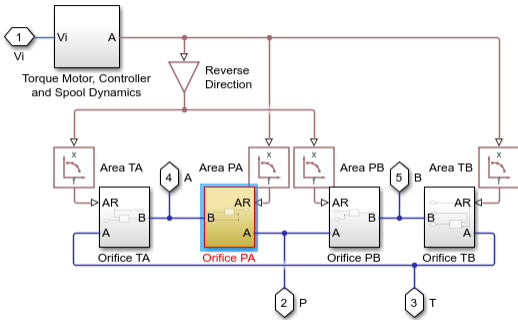 1
Vi
Vi
A
Torque Motor, Controller
and Spool Dynamics
Reverse
Direction
x
f
Area TA
4
A
Area PA
x
f
x
f
Area PB
5
B
Area TB
x
f
AR
B
A
Orifice TA
AR
B
A
Orifice PA
AR
B
A
Orifice PB
AR
B
A
Orifice TB
2
P
3
T